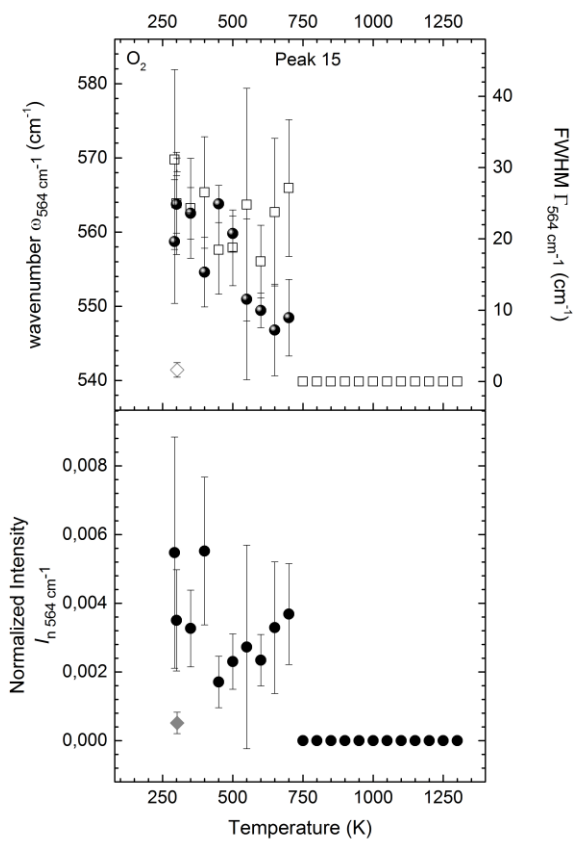 250 500 750 1000 1250
O2 Peak 15
580
570
560
550
540
wavenumber ω564 cm-1 (cm-1)
40
30
20
10
0
FWHM Γ564 cm-1 (cm-1)
0,008
0,006
0,004
0,002
0,000
Normalized Intensity
In 564 cm-1
250 500 750 1000 1250
Temperature (K)